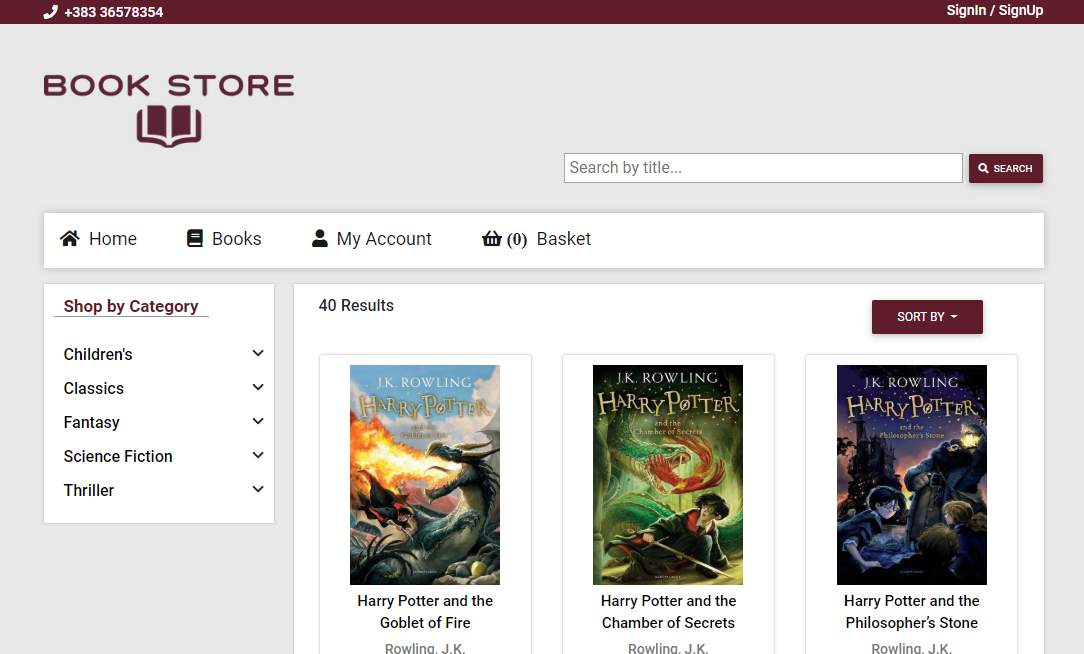 +383 36578354
SignIn / SignUp
BOOK STORE
Search by title...
SEARCH
Home
Books
My Account
(0) Basket
Shop by Category
Children's
Classics
Fantasy
Science Fiction
Thriller
40 Results
SORT BY
J.K. ROWLING
HARRY POTTER
and the
Goblet of Fire
J.K. ROWLING
HARRY POTTER
and the
Chamber of Secrets
J.K. ROWLING
HARRY POTTER
and the
Philosopher's Stone
Harry Potter and the
Goblet of Fire
Rowling, J.K.
Harry Potter and the
Chamber of Secrets
Rowling, J.K.
Harry Potter and the
Philosopher’s Stone
Rowling, J.K.